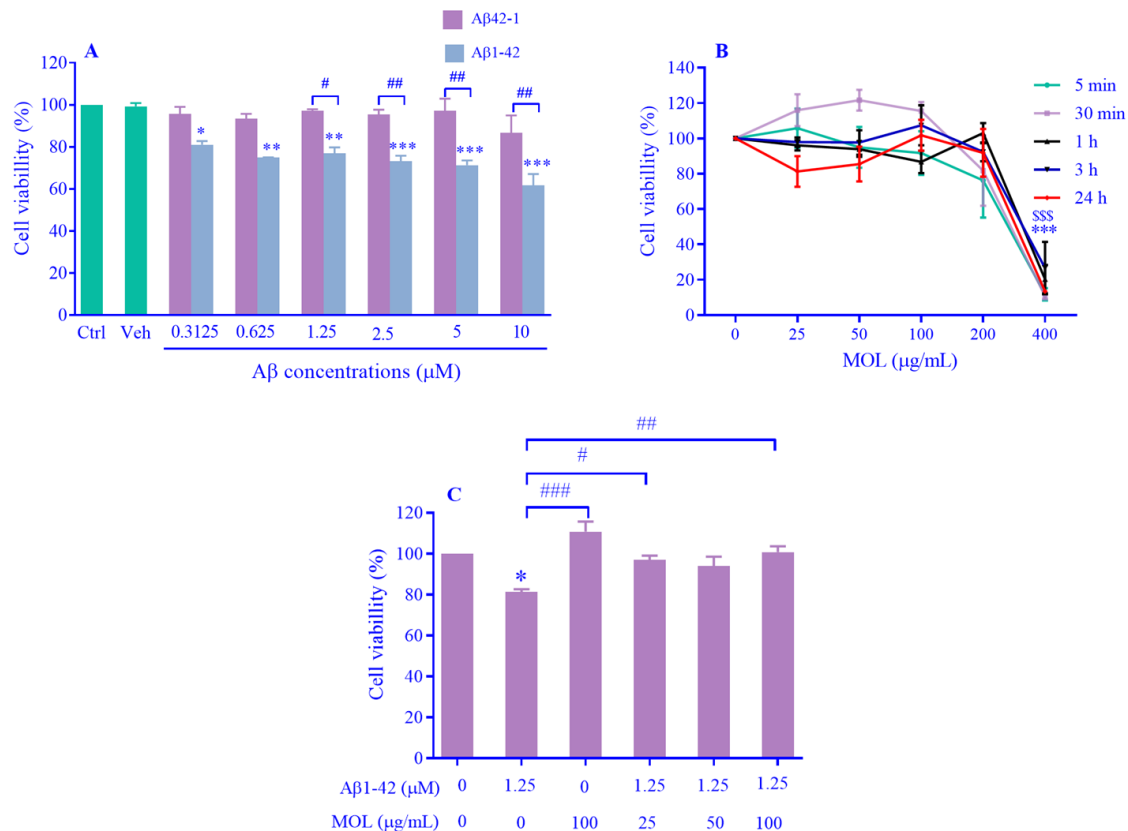 Aβ42-1
Aβ1-42
A
120
100
80
60
40
20
0
Cell viabillity (%)
* ** ** *** *** ***
# ## ## ##
Ctrl Veh 0.3125 0.625 1.25 2.5 5 10
Aβ concentrations (μM)
B
140
120
100
80
60
40
20
0
Cell viability (%)
5 min
30 min
1 h
3 h
24 h
$$$
***
0 25 50 100 200 400
MOL (μg/mL)
##
#
###
C
120
100
80
60
40
20
0
Cell viabillity (%)
*
Aβ1-42 (μM) 0 1.25 0 1.25 1.25 1.25
MOL (μg/mL) 0 0 100 25 50 100